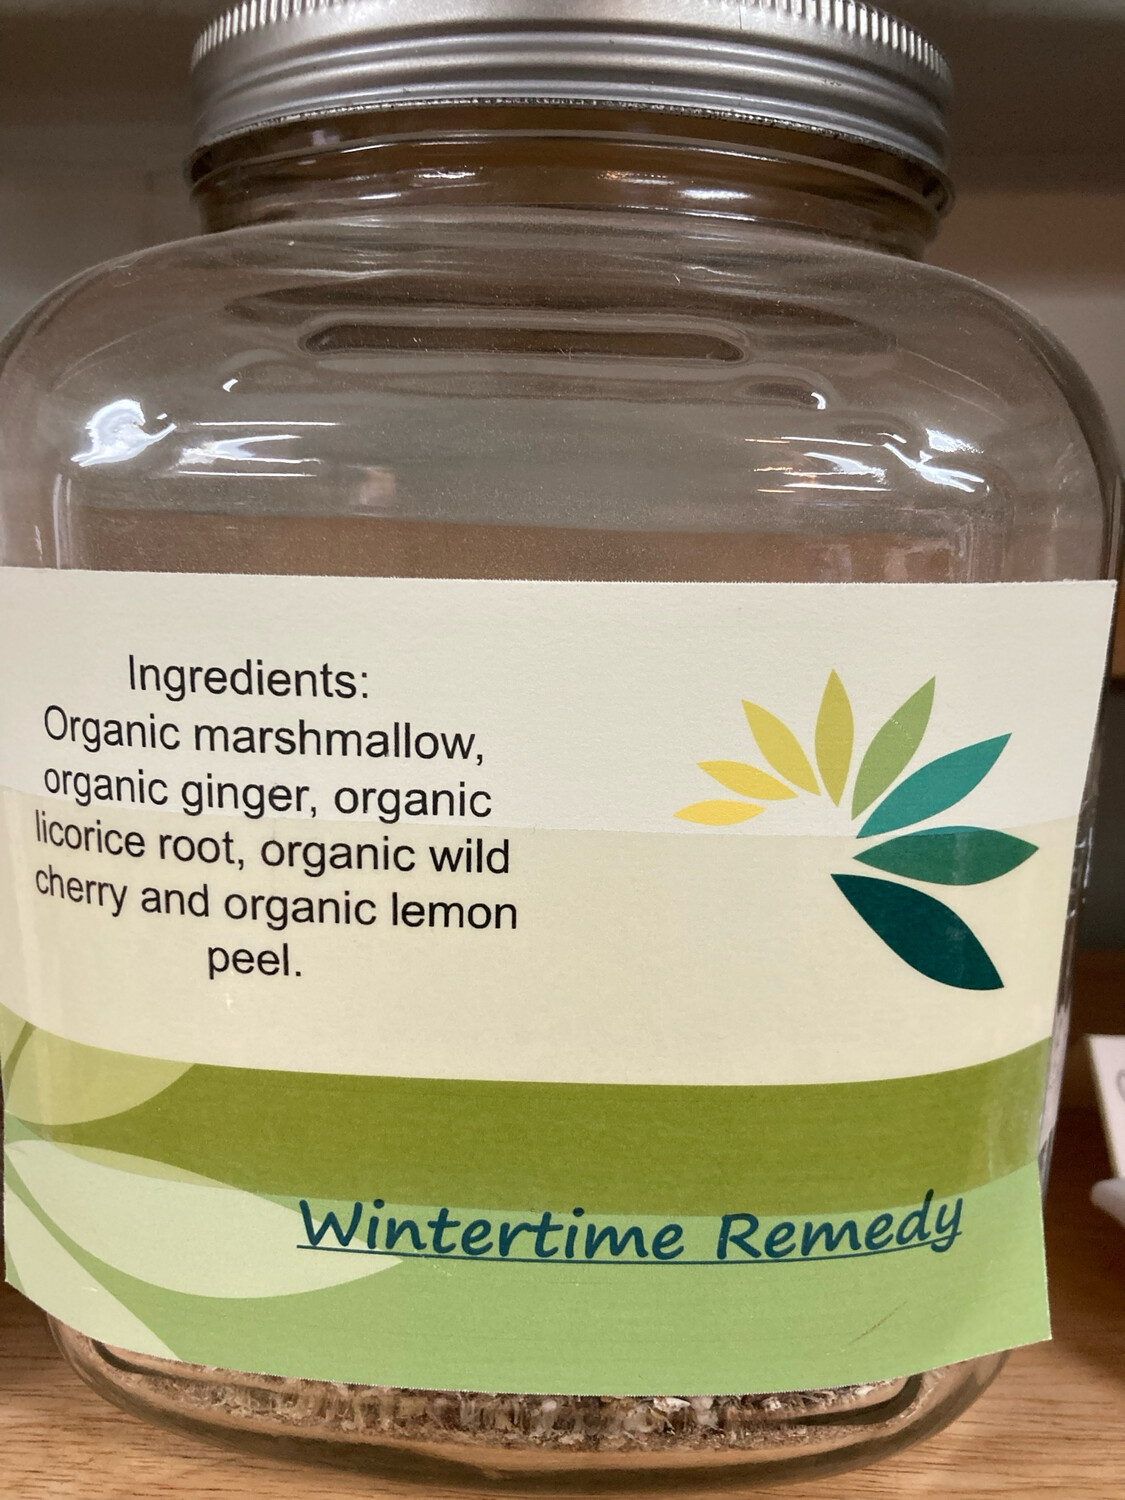 Ingredients:
Organic marshmallow,
organic ginger, organic
licorice root, organic wild
cherry and organic lemon
peel.
Wintertime Remedy